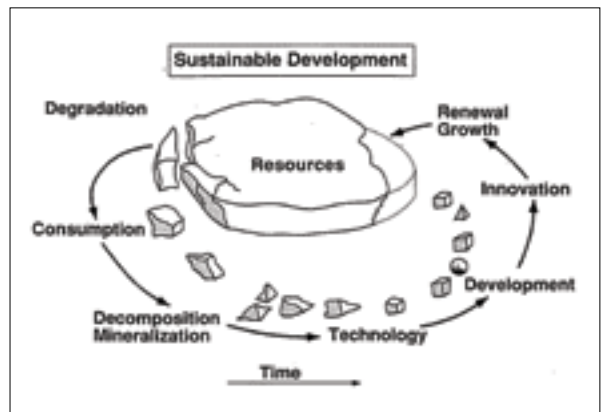 Sustainable Development
Degradation
Renewal
Growth
Resources
Innovation
Consumption
Development
Decomposition
Mineralization
Technology
Time